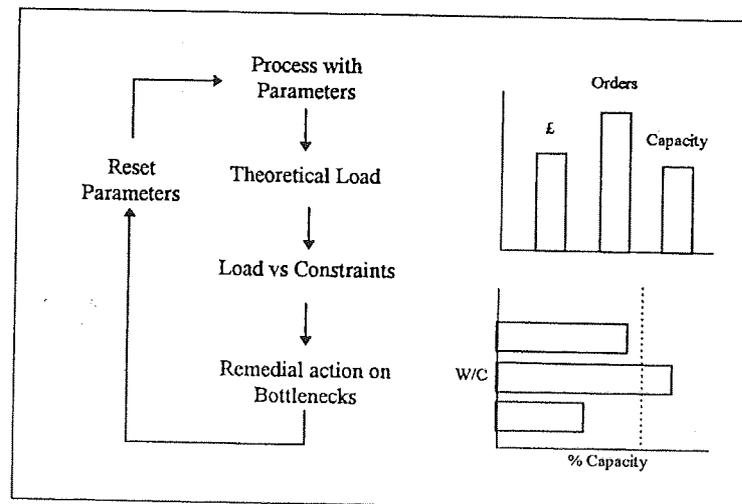 Process with
Parameters
Reset
Parameters
Theoretical Load
Load vs Constraints
Remedial action on
Bottlenecks
Orders
£
Capacity
W/C
% Capacity